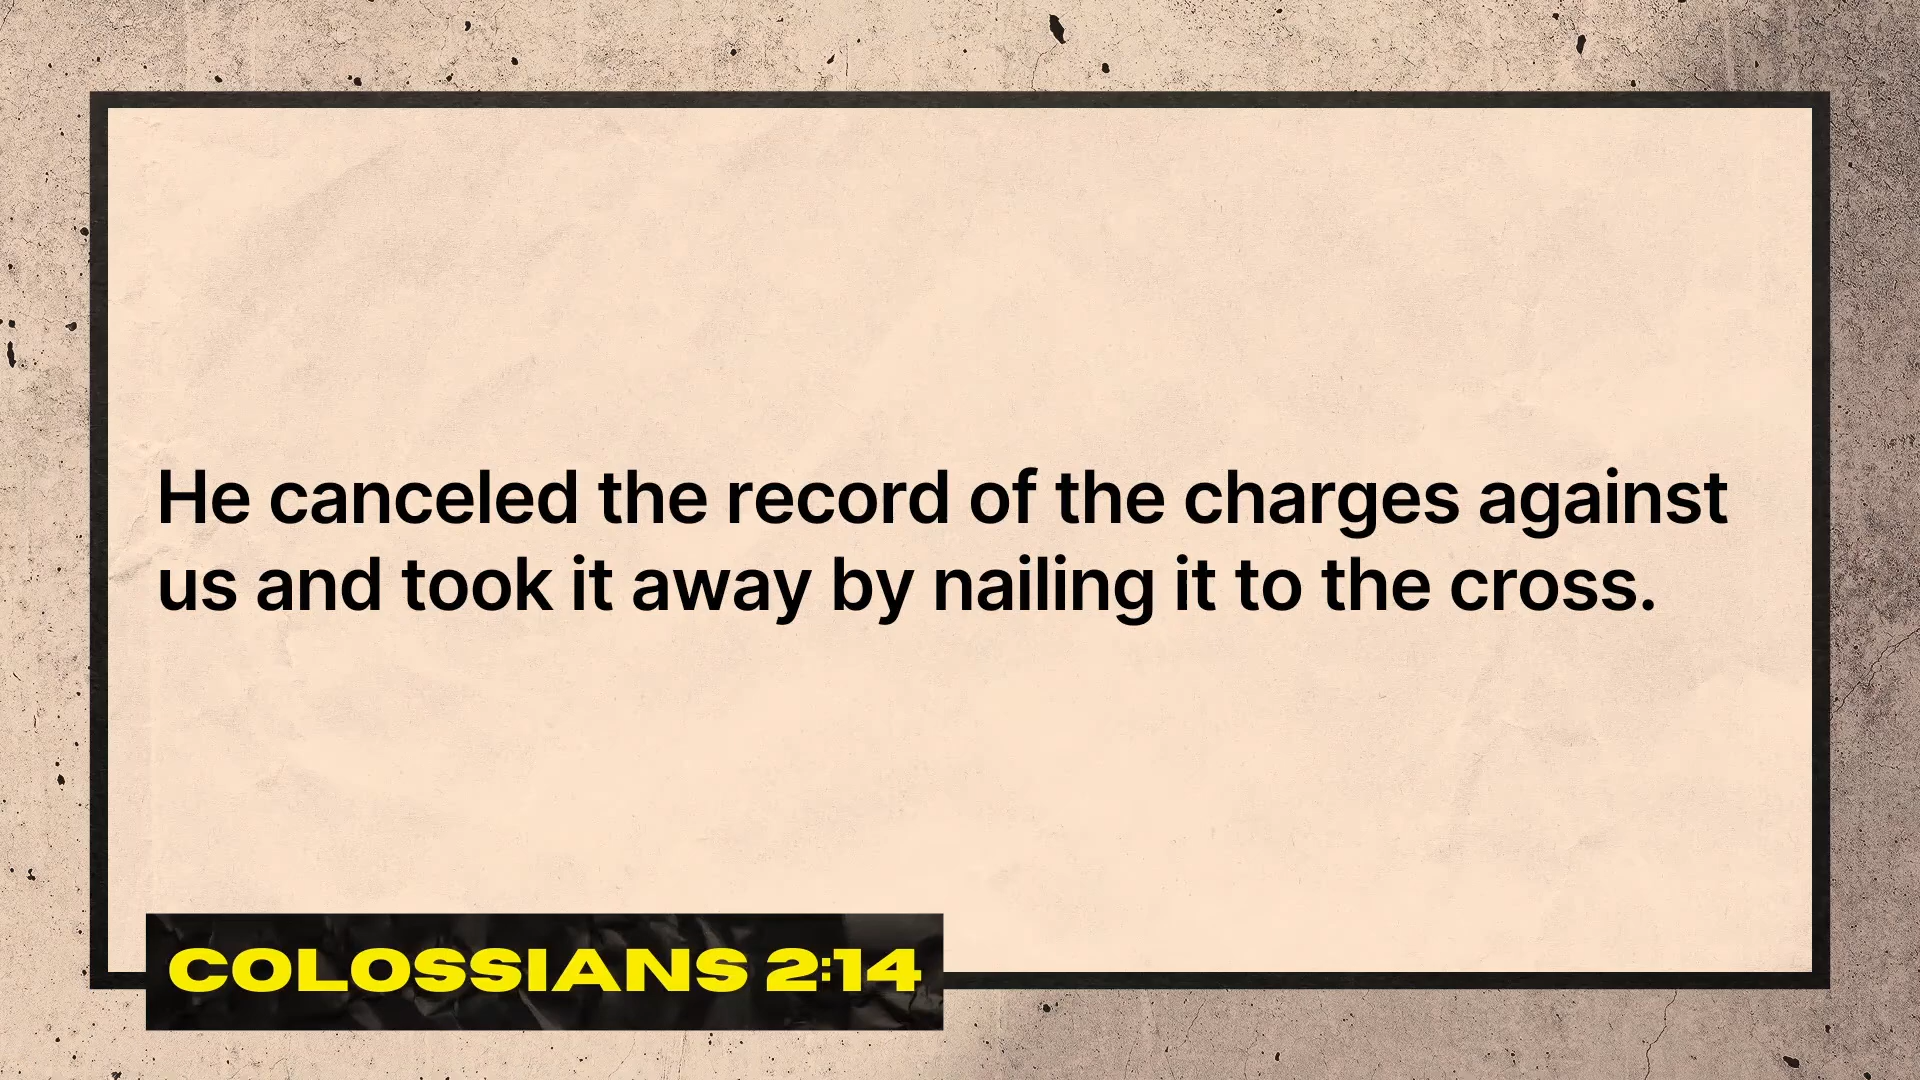 He canceled the record of the charges against
us and took it away by nailing it to the cross.
COLOSSIANS 2:14